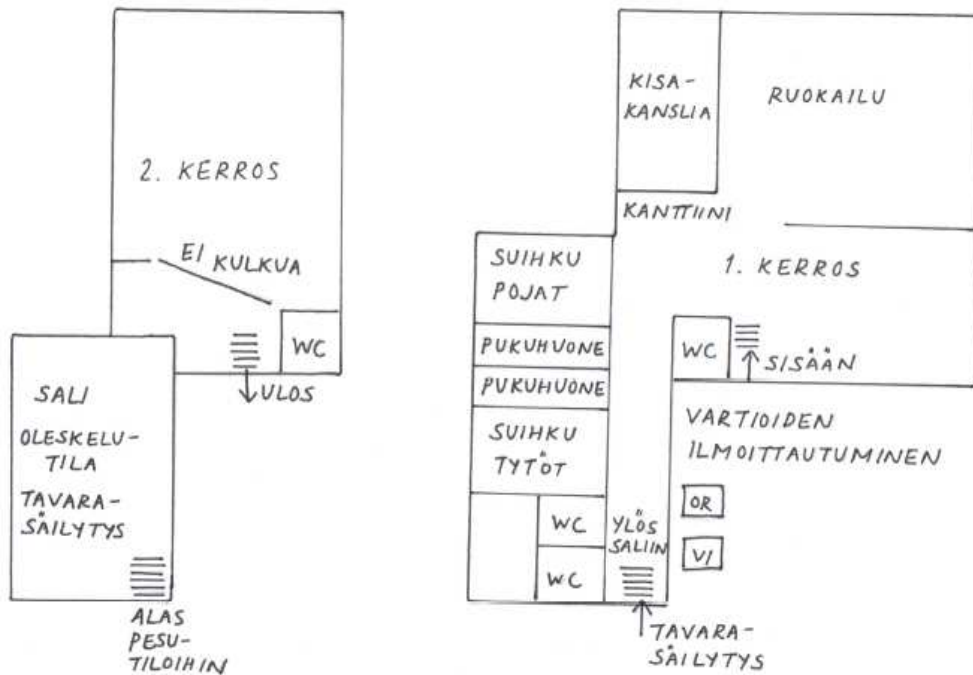 2. KERROS
EI KULKUA
WC
ULOS
SALI
OLESKELU-
TILA
TAVARA-
SÄILYTYS
ALAS
PESU-
TILOIHIN
KISA-
KANSLIA
RUOKAILU
KANTTIINI
1. KERROS
SUIHKU
POJAT
PUKUHUONE
PUKUHUONE
SUIHKU
TYTÖT
WC
WC
YLÖS
SALIIN
WC
SISÄÄN
VARTIOIDEN
ILMOITTAUTUMINEN
OR
VI
TAVARA-
SÄILYTYS